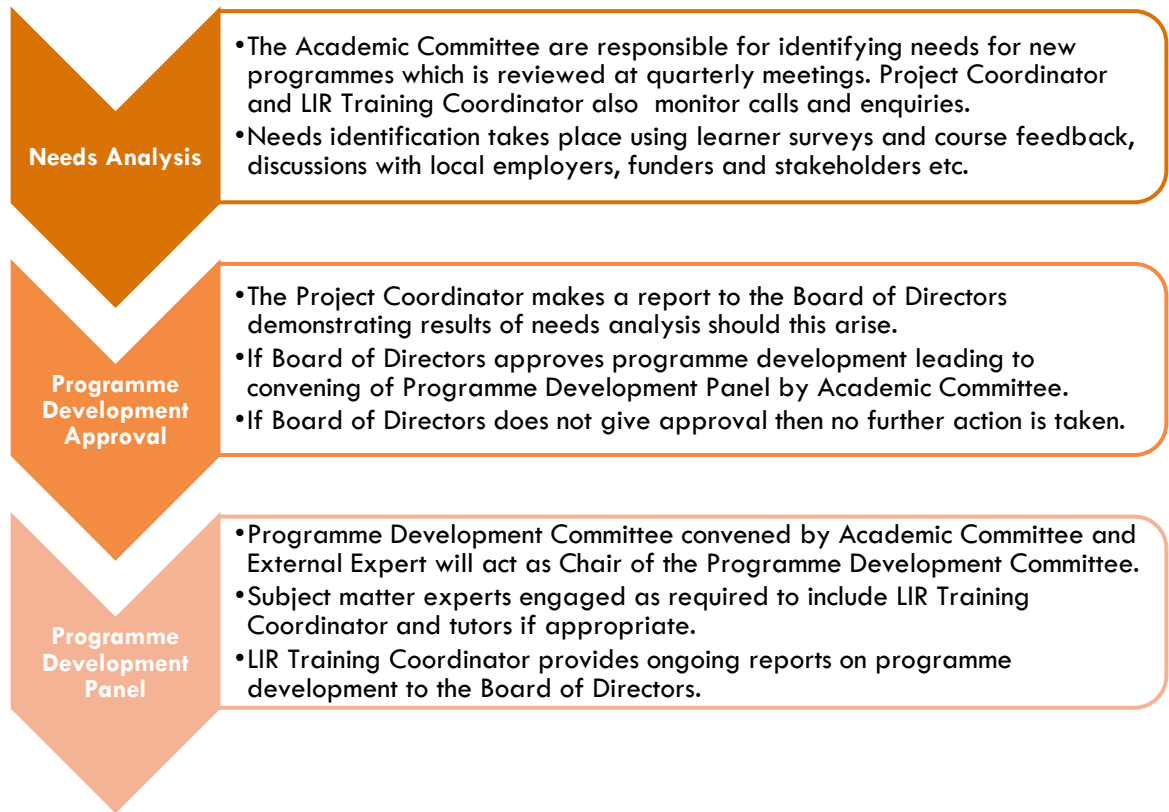 Needs Analysis
•The Academic Committee are responsible for identifying needs for new
programmes which is reviewed at quarterly meetings. Project Coordinator
and LIR Training Coordinator also  monitor calls and enquiries.
•Needs identification takes place using learner surveys and course feedback,
discussions with local employers, funders and stakeholders etc.
Programme
Development
Approval
•The Project Coordinator makes a report to the Board of Directors
demonstrating results of needs analysis should this arise.
•If Board of Directors approves programme development leading to
convening of Programme Development Panel by Academic Committee.
•If Board of Directors does not give approval then no further action is taken.
Programme
Development
Panel
•Programme Development Committee convened by Academic Committee and
External Expert will act as Chair of the Programme Development Committee.
•Subject matter experts engaged as required to include LIR Training
Coordinator and tutors if appropriate.
•LIR Training Coordinator provides ongoing reports on programme
development to the Board of Directors.